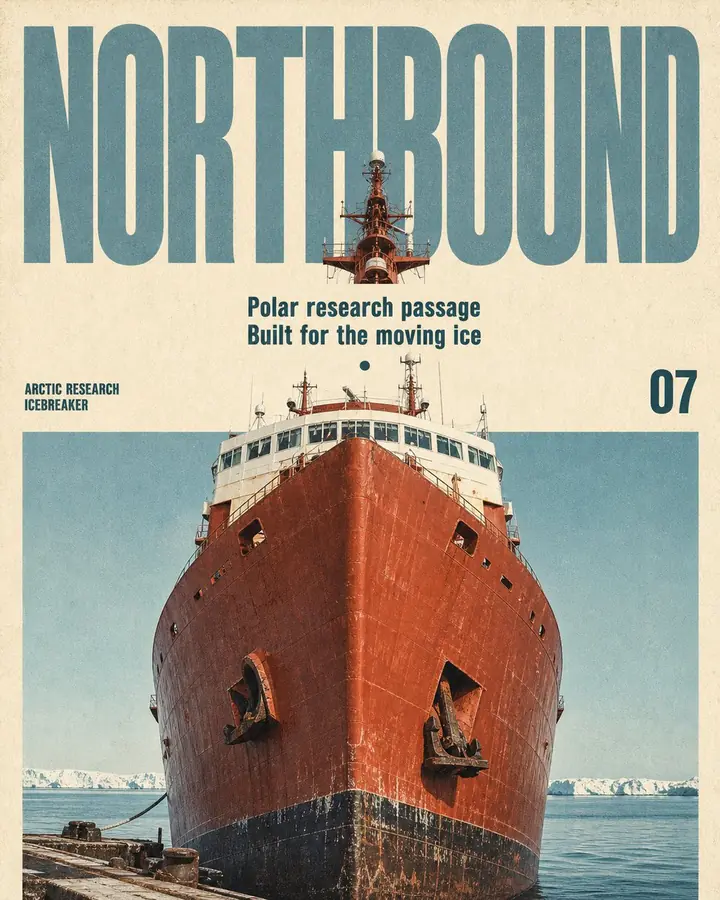 NORTHBOUND
Polar research passage
Built for the moving ice
ARCTIC RESEARCH
ICEBREAKER
07